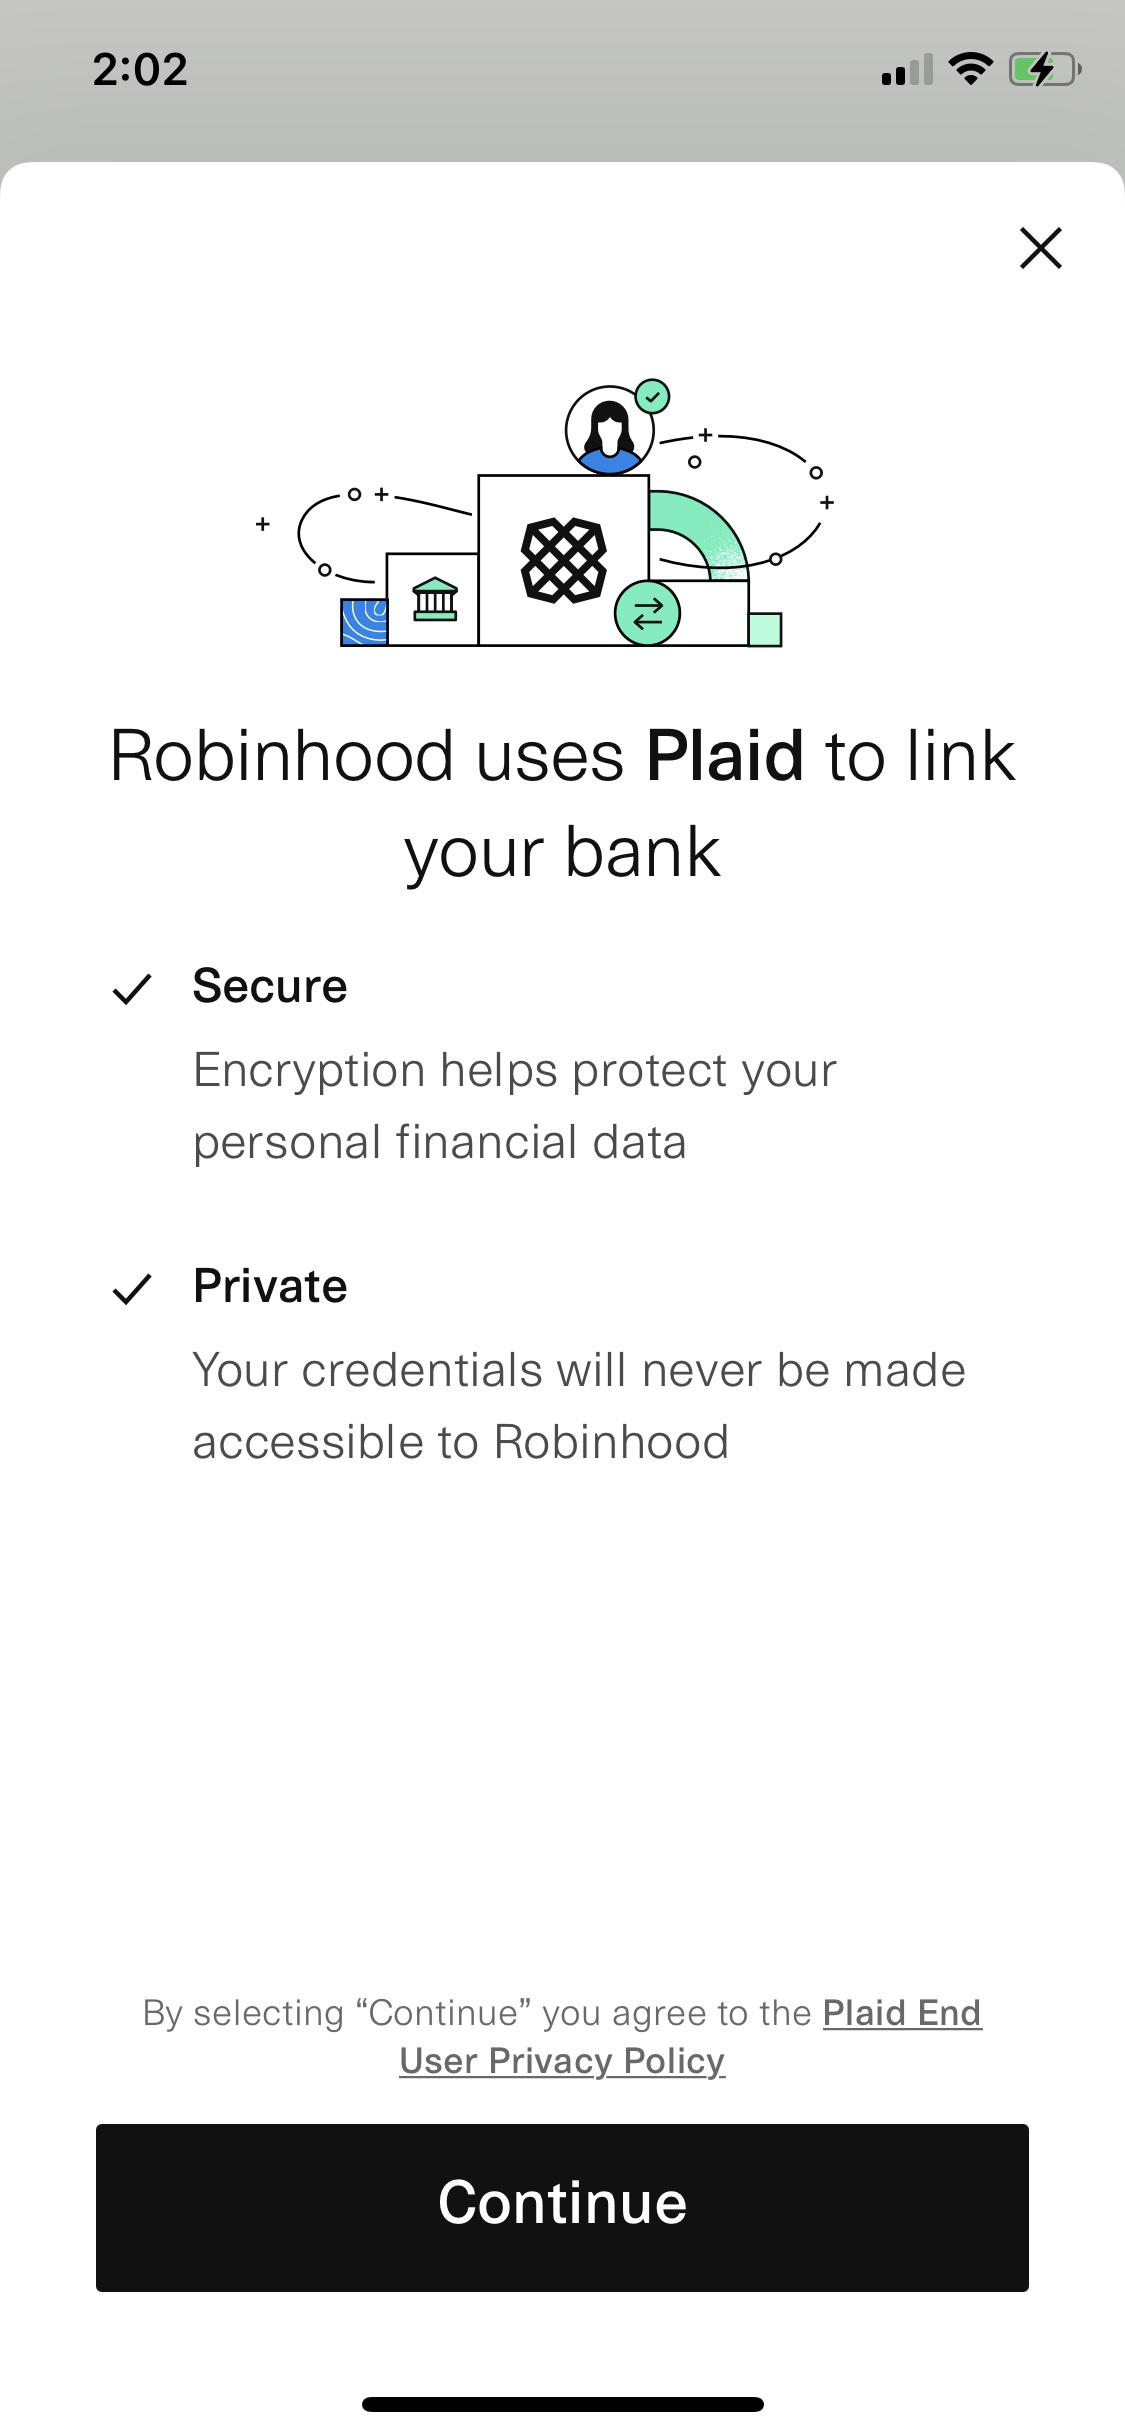 2:02
Robinhood uses Plaid to link
your bank
Secure
Encryption helps protect your
personal financial data
Private
Your credentials will never be made
accessible to Robinhood
By selecting “Continue” you agree to the Plaid End
User Privacy Policy
Continue